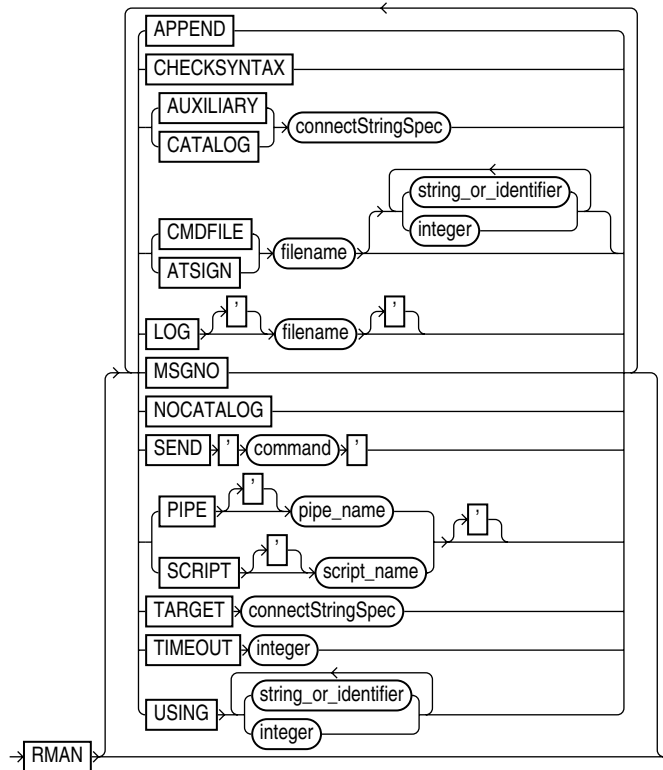 APPEND
CHECKSYNTAX
AUXILIARY
CATALOG
connectStringSpec
CMDFILE
ATSIGN
filename
string_or_identifier
integer
LOG ' filename '
MSGNO
NOCATALOG
SEND ' command '
PIPE ' pipe_name
SCRIPT ' script_name
'
TARGET connectStringSpec
TIMEOUT integer
USING
string_or_identifier
integer
RMAN